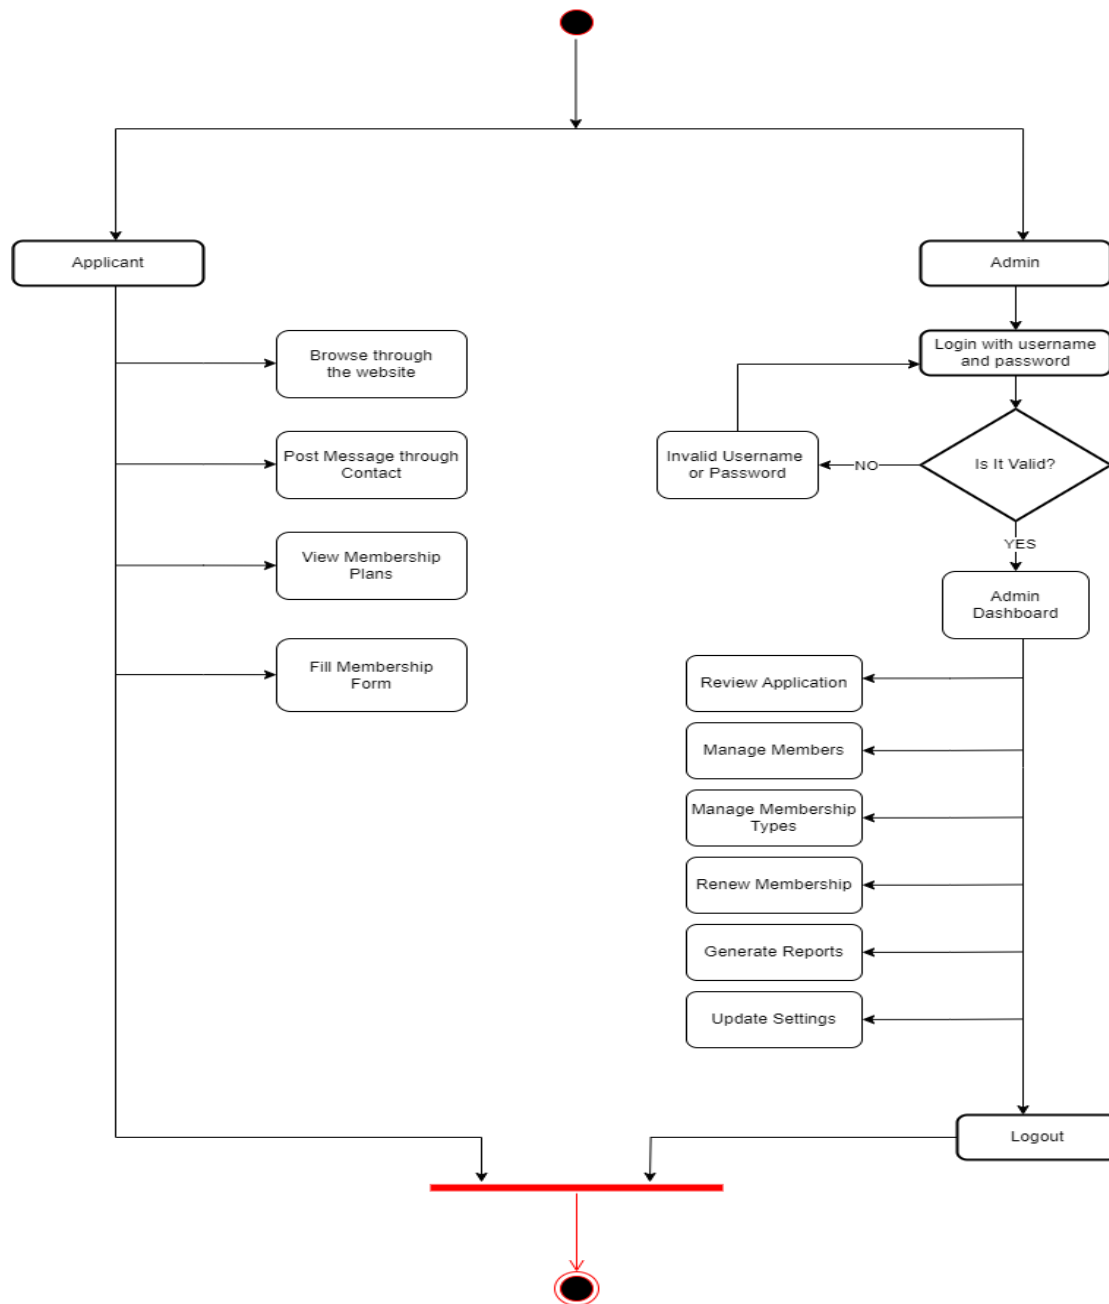 Applicant
Admin
Browse through
the website
Login with username
and password
Post Message through
Contact
Invalid Username
or Password
NO
Is It Valid?
YES
View Membership
Plans
Admin
Dashboard
Fill Membership
Form
Review Application
Manage Members
Manage Membership
Types
Renew Membership
Generate Reports
Update Settings
Logout